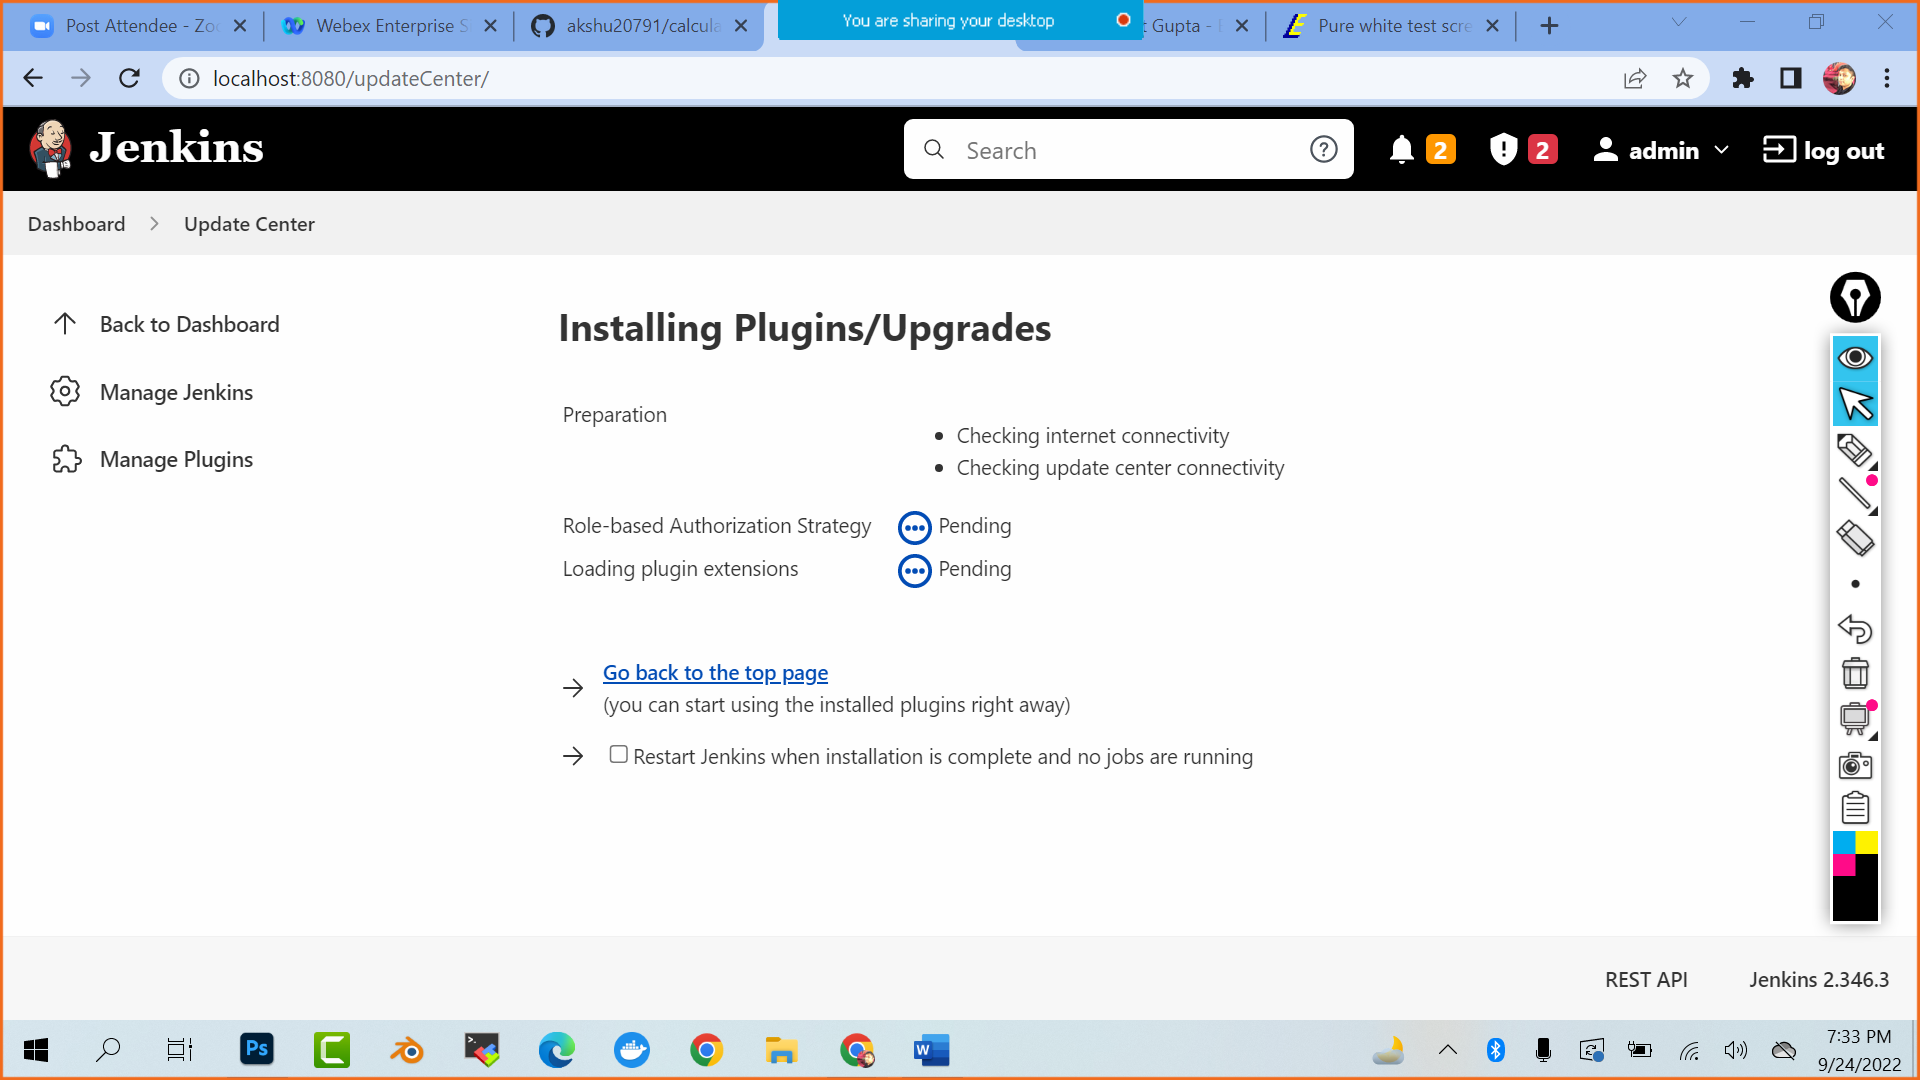 Post Attendee - Zoo
Webex Enterprise S
akshu20791/calcula
You are sharing your desktop
t Gupta -
Pure white test scre
localhost:8080/updateCenter/
Jenkins
Search
2
2
admin
log out
Dashboard
Update Center
Back to Dashboard
Manage Jenkins
Manage Plugins
Installing Plugins/Upgrades
Preparation
Checking internet connectivity
Checking update center connectivity
Role-based Authorization Strategy
Pending
Loading plugin extensions
Pending
Go back to the top page
(you can start using the installed plugins right away)
Restart Jenkins when installation is complete and no jobs are running
REST API
Jenkins 2.346.3
Ps
7:33 PM
9/24/2022